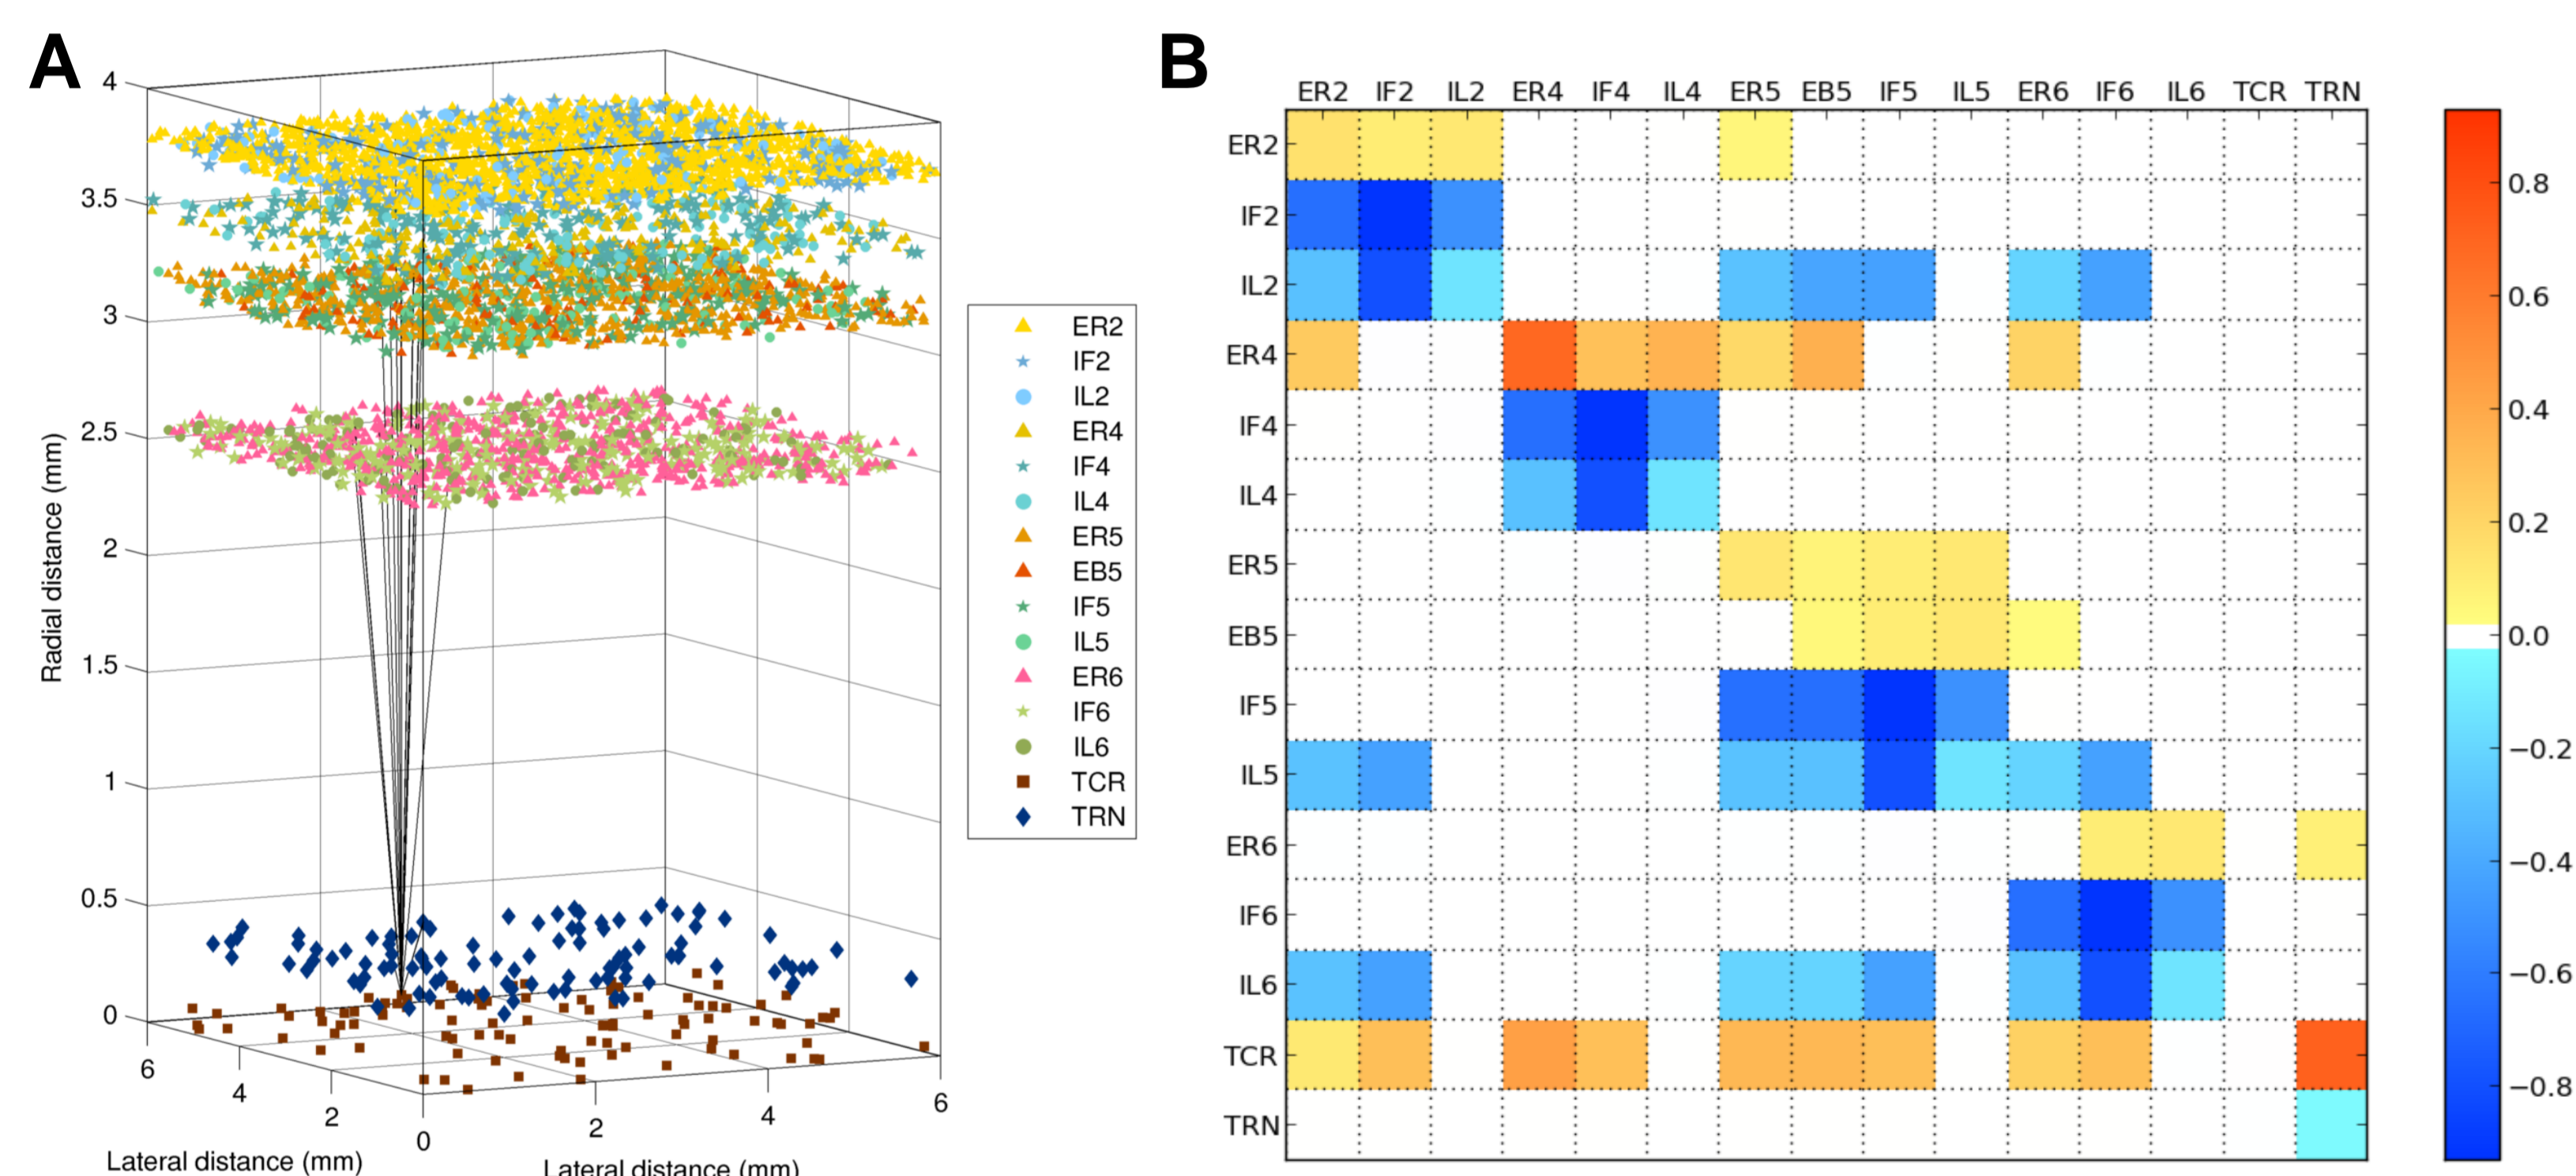 A
4
3.5
3
2.5
2
1.5
1
0.5
0
Radial distance (mm)
6
4
2
0
2
4
6
Lateral distance (mm)
Lateral distance (mm)
ER2
IF2
IL2
ER4
IF4
IL4
ER5
EB5
IF5
IL5
ER6
IF6
IL6
TCR
TRN
B
ER2 IF2 IL2 ER4 IF4 IL4 ER5 EB5 IF5 IL5 ER6 IF6 IL6 TCR TRN
ER2
IF2
IL2
ER4
IF4
IL4
ER5
EB5
IF5
IL5
ER6
IF6
IL6
TCR
TRN
0.8
0.6
0.4
0.2
0.0
−0.2
−0.4
−0.6
−0.8